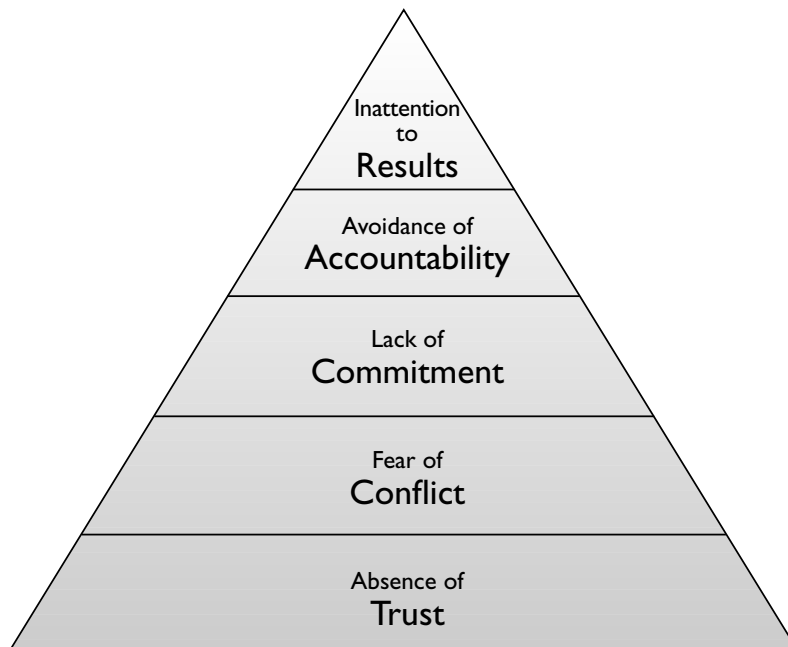 Inattention
to
Results
Avoidance of
Accountability
Lack of
Commitment
Fear of
Conflict
Absence of
Trust